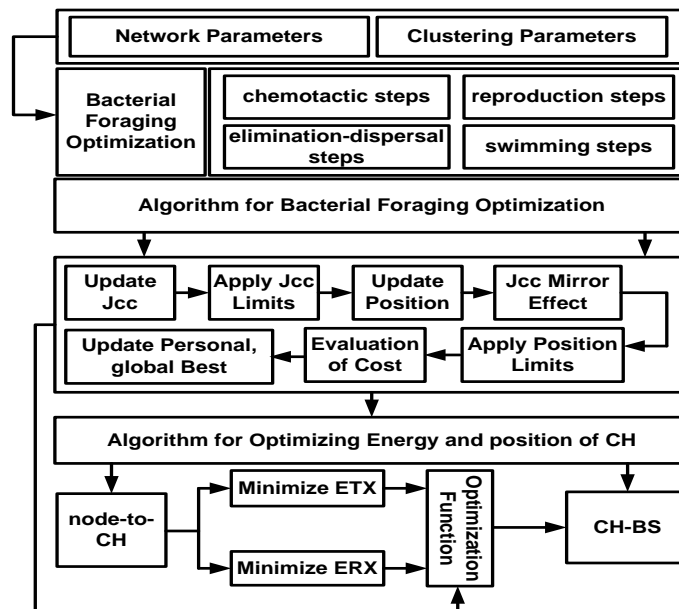 Network Parameters
Clustering Parameters
Bacterial
Foraging
Optimization
chemotactic steps
reproduction steps
elimination-dispersal
steps
swimming steps
Algorithm for Bacterial Foraging Optimization
Update
Jcc
Apply Jcc
Limits
Update
Position
Jcc Mirror
Effect
Update Personal,
global Best
Evaluation
of Cost
Apply Position
Limits
Algorithm for Optimizing Energy and position of CH
node-to-
CH
Minimize ETX
Minimize ERX
Optimization
Function
CH-BS